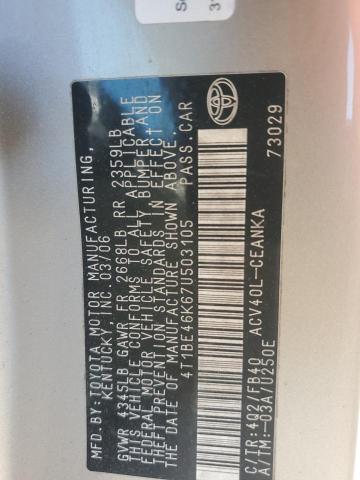 MFD.BY:TOYOTA MOTOR MANUFACTURING,
KENTUCKY, INC.03/06
GVWR 4345LB GAWR FR 2668LB RR 2359LB
THIS VEHICLE CONFORMS TO ALL APPLICABLE
FEDERAL MOTOR VEHICLE SAFETY, BUMPER, AND
THEFT PREVENTION STANDARDS IN EFFECT ON
THE DATE OF MANUFACTURE SHOWN ABOVE.
4T1BE46K67U503105 PASS.CAR
C/TR:4Q2/FB40 ACV40L-CEANKA
A/TM:-03A/U250E 73029